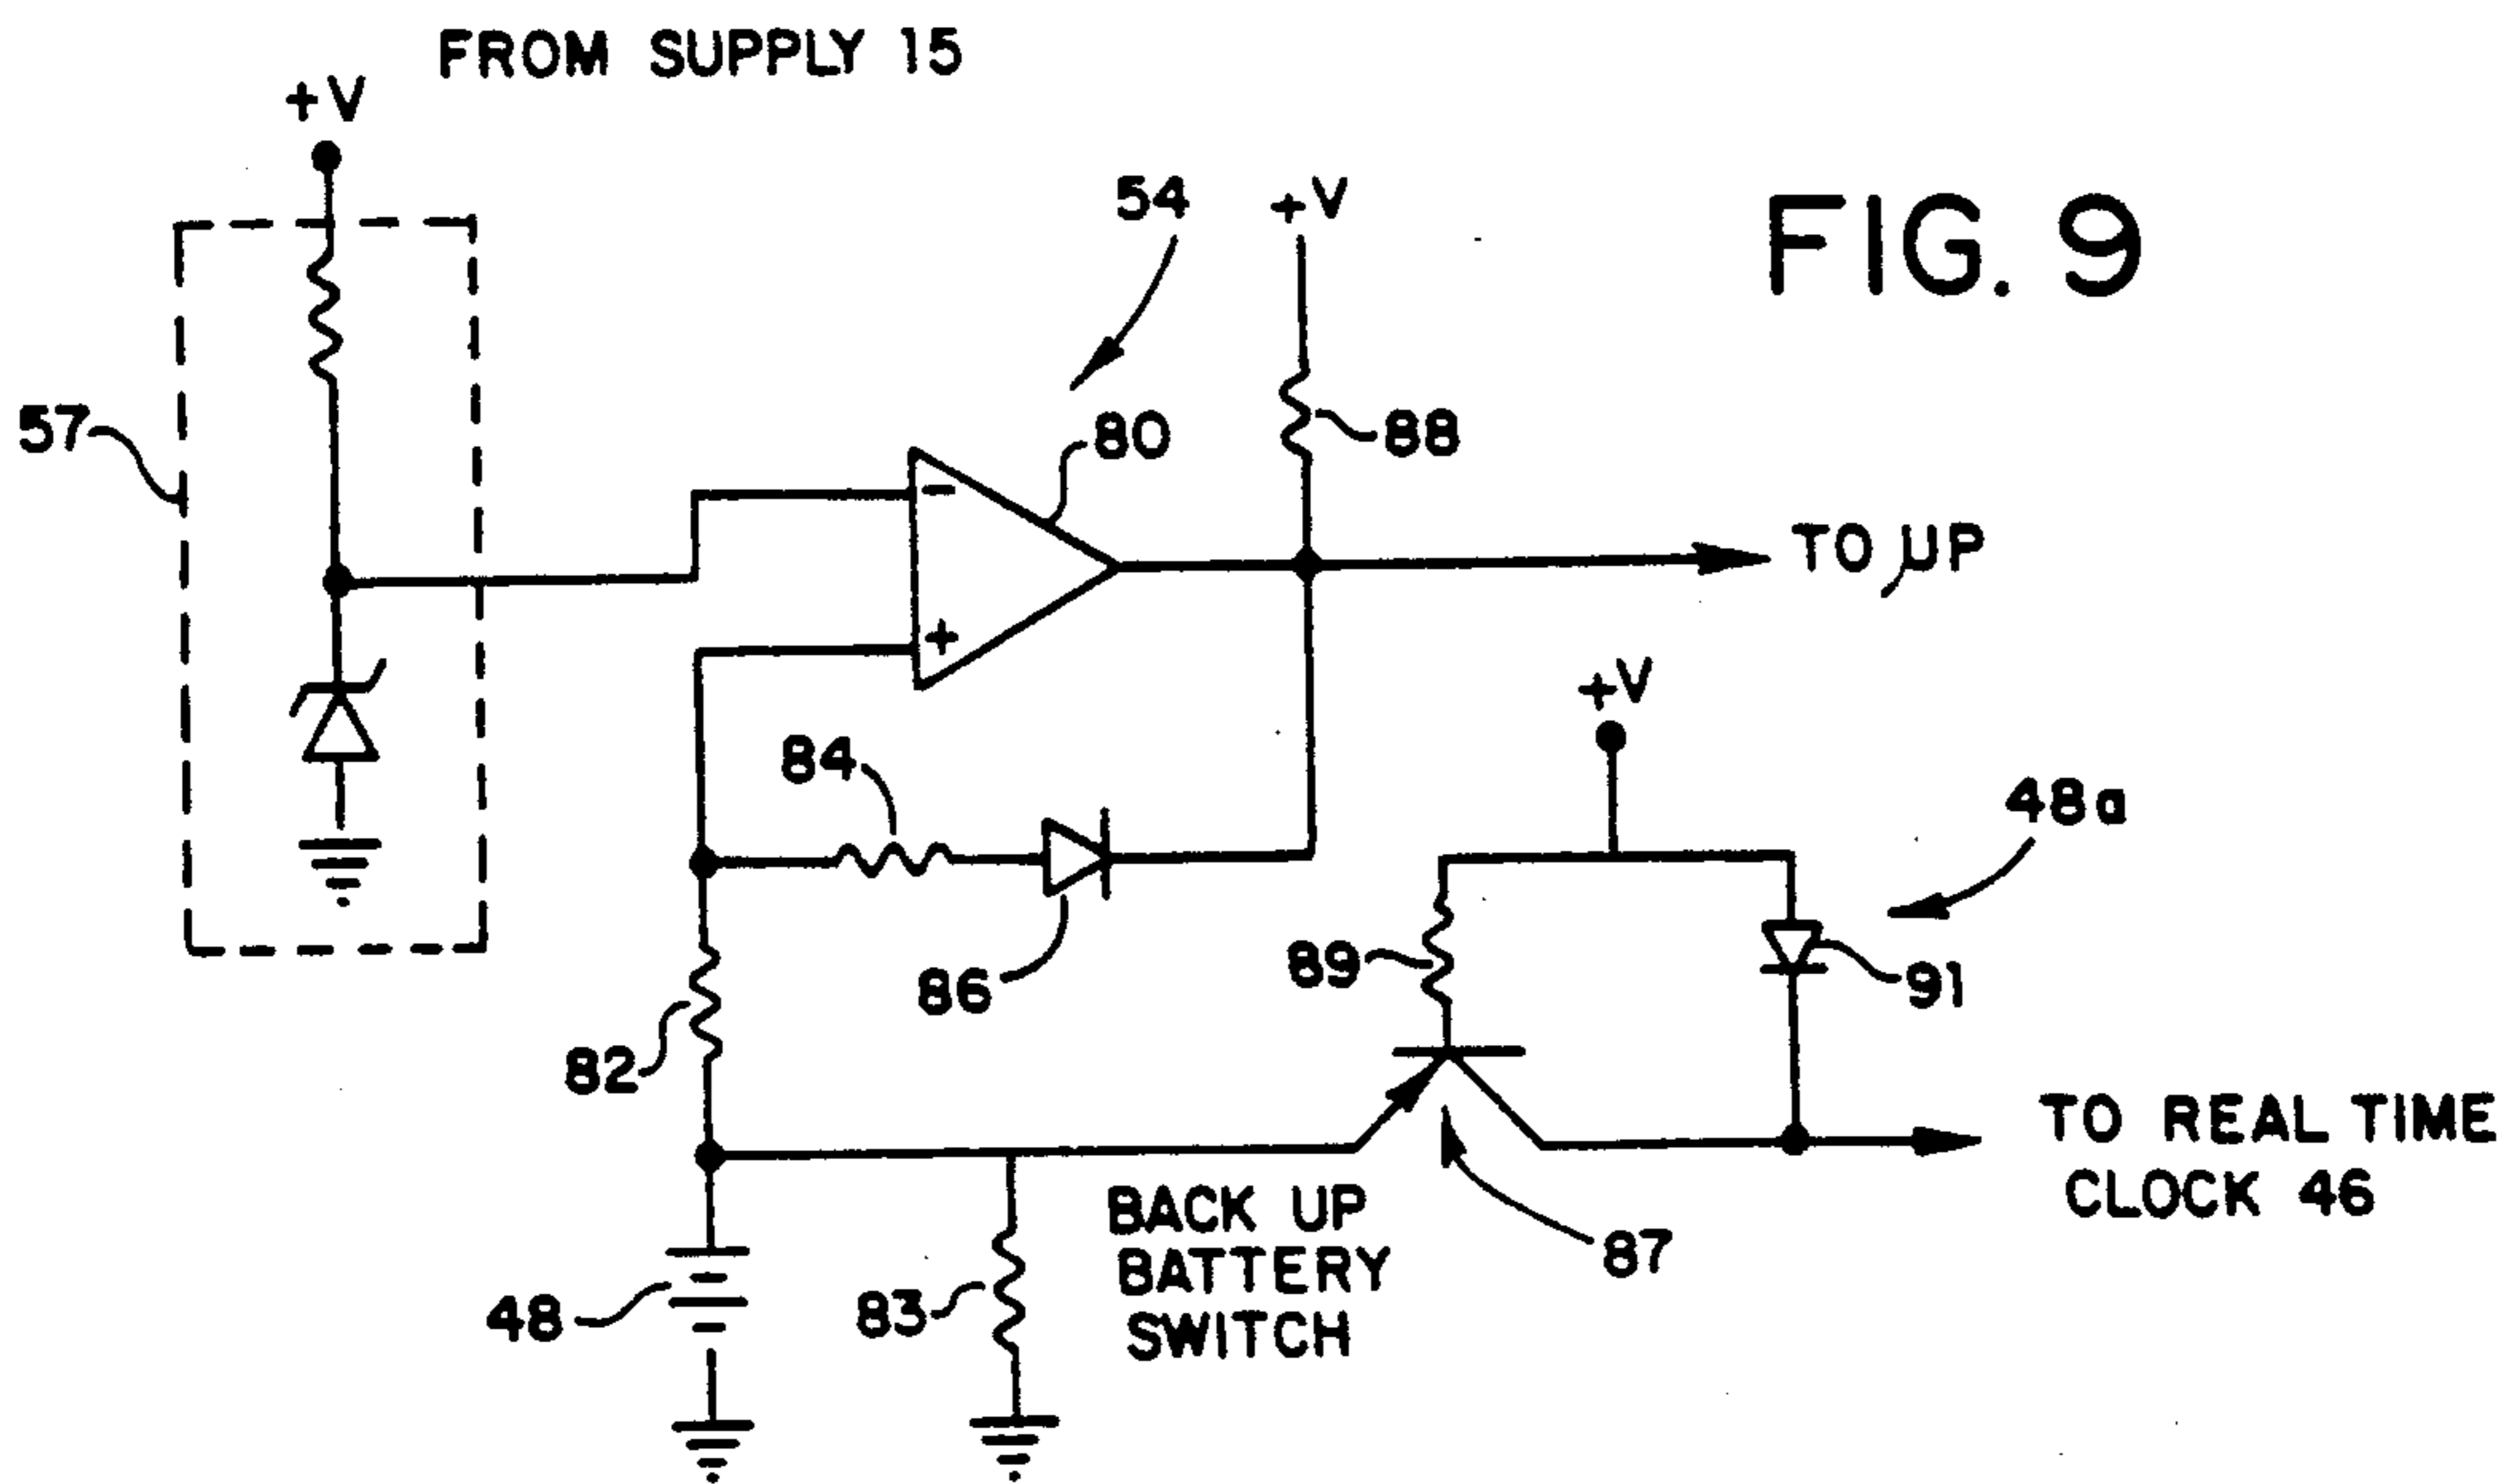 FROM SUPPLY 15
+V
54
+V
FIG. 9
57
80
88
-
+
TO µP
+V
84
48a
86
89
91
82
TO REAL TIME
CLOCK 46
BACK UP
BATTERY
SWITCH
87
48
83